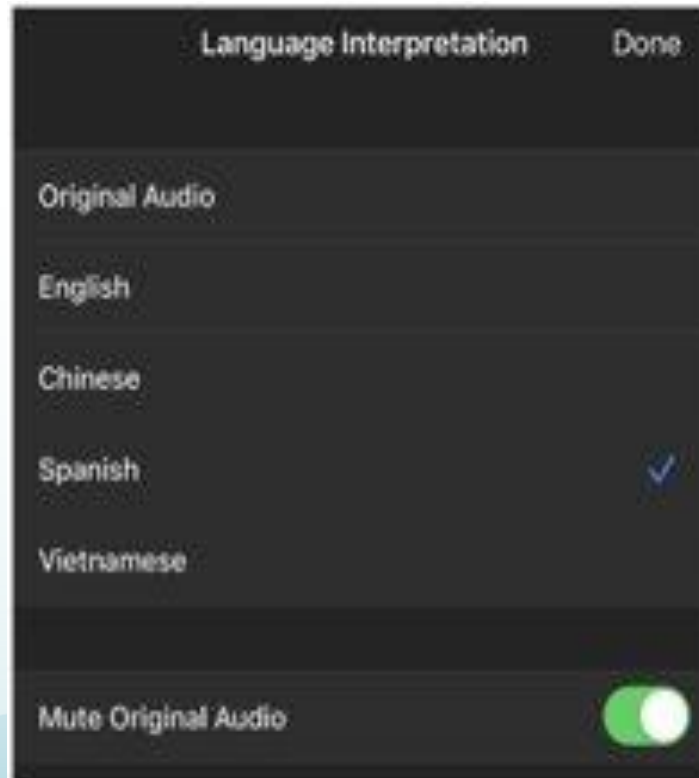 Language Interpretation Done
Original Audio
English
Chinese
Spanish
Vietnamese
Mute Original Audio